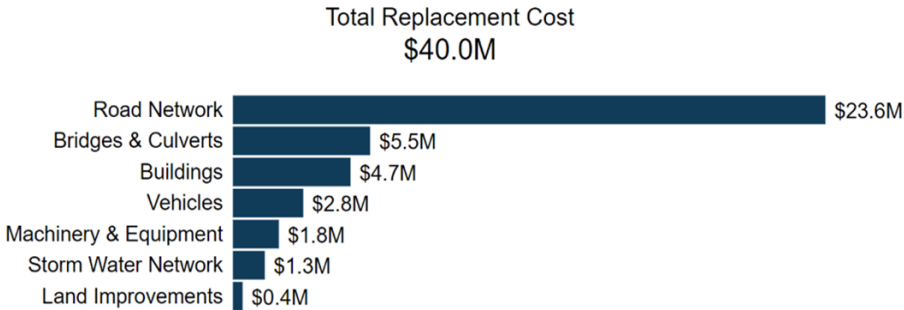 Total Replacement Cost
$40.0M
Road Network $23.6M
Bridges & Culverts $5.5M
Buildings $4.7M
Vehicles $2.8M
Machinery & Equipment $1.8M
Storm Water Network $1.3M
Land Improvements $0.4M